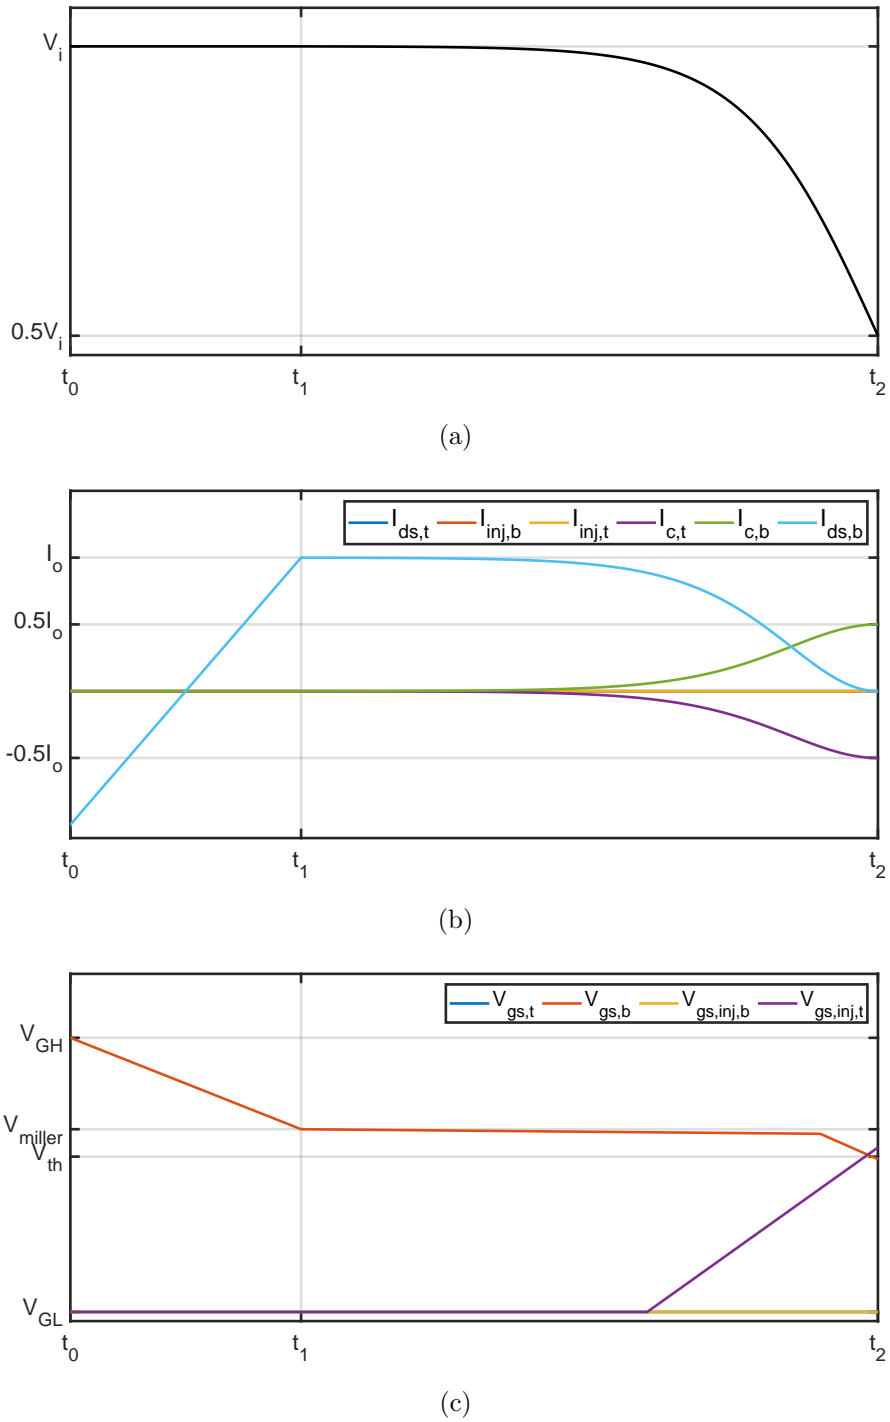 V_i
0.5V_i
t_0 t_1 t_2
(a)
I_ds,t I_inj,b I_inj,t I_c,t I_c,b I_ds,b
I_o
0.5I_o
-0.5I_o
t_0 t_1 t_2
(b)
V_gs,t V_gs,b V_gs,inj,b V_gs,inj,t
V_GH
V_miller
V_th
V_GL
t_0 t_1 t_2
(c)